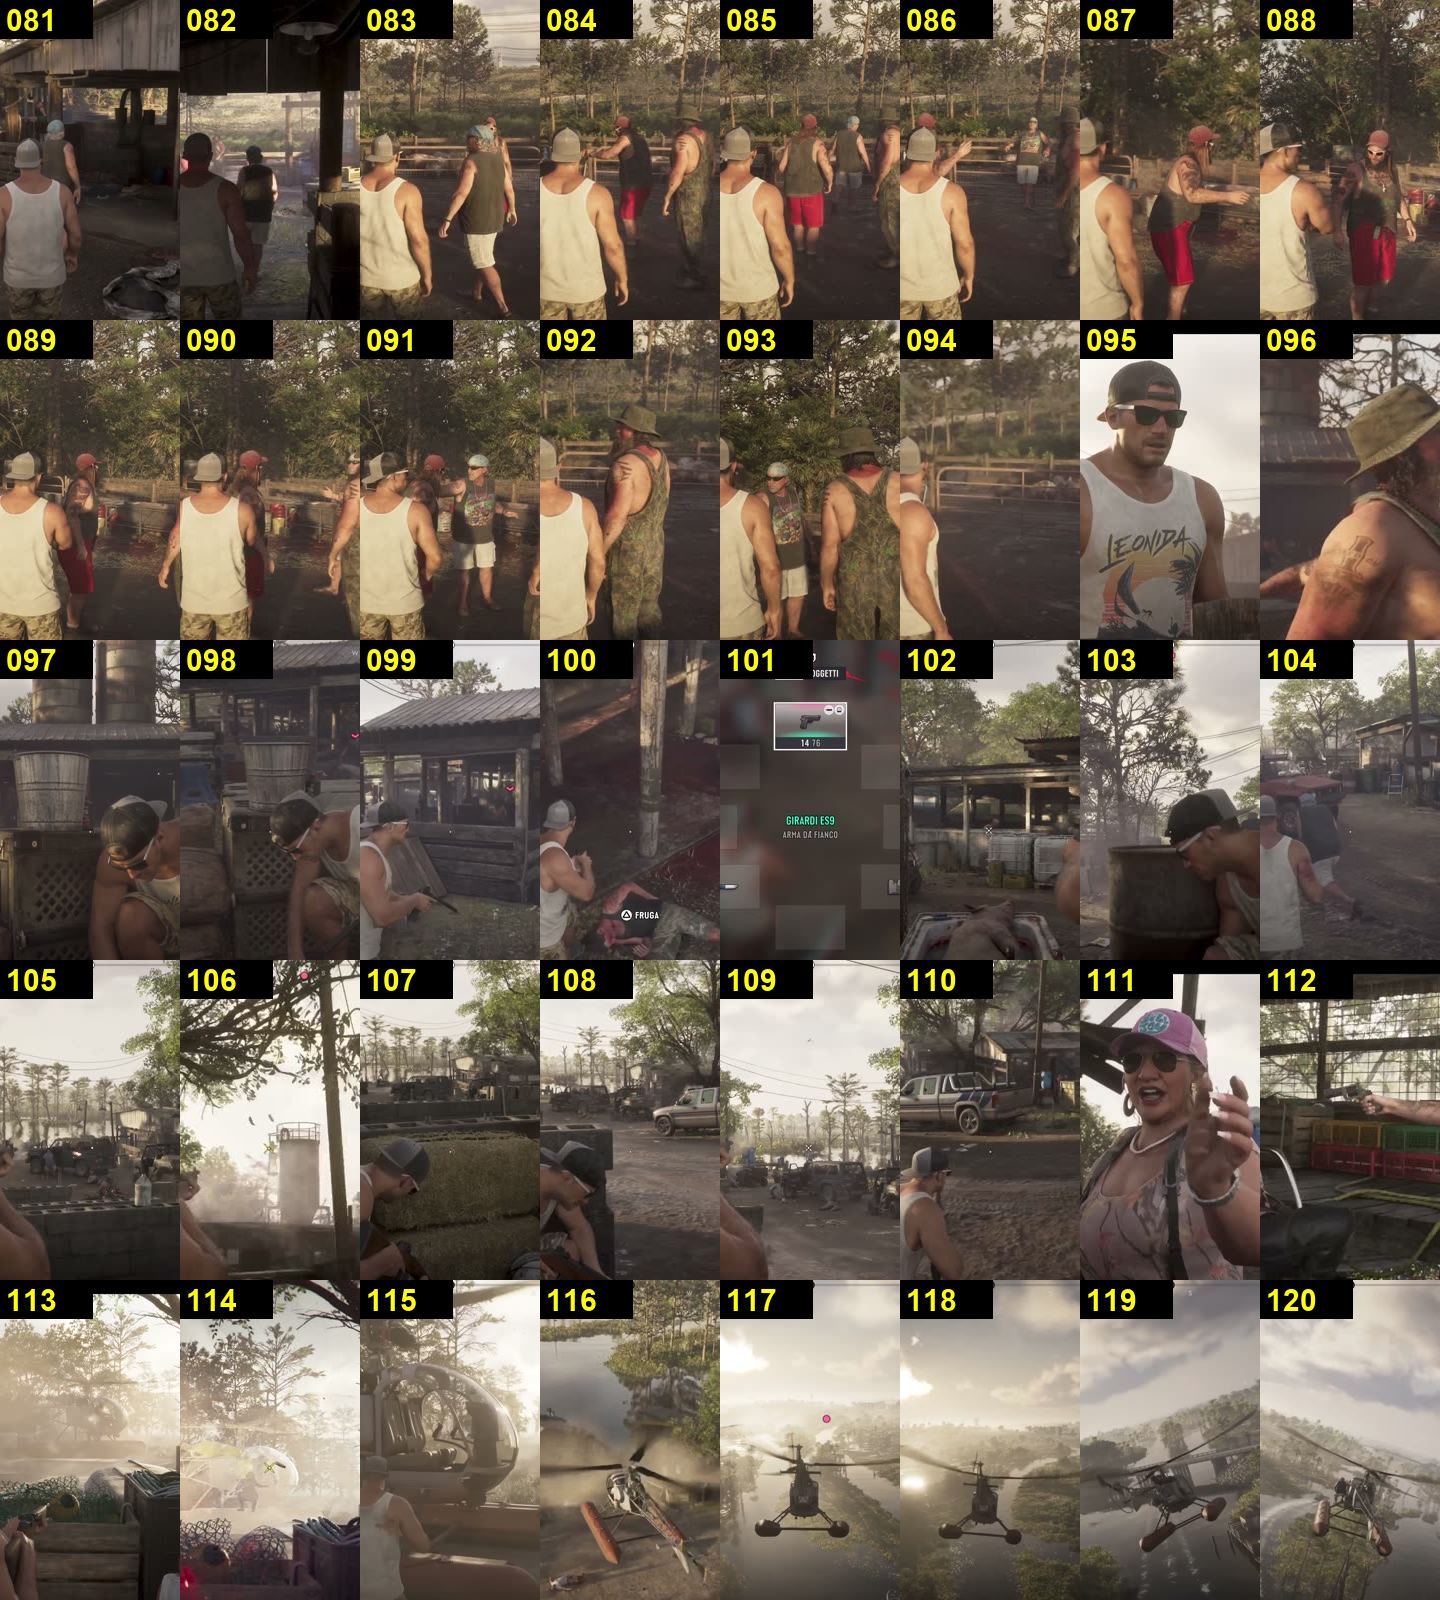 081 082 083 084 085 086 087 088
089 090 091 092 093 094 095 096
LEONIDA
097 098 099 100 101 102 103 104
OGGETTI
14 76
GIRARDI ES9
ARMA DA FIANCO
FRUGA
105 106 107 108 109 110 111 112
113 114 115 116 117 118 119 120